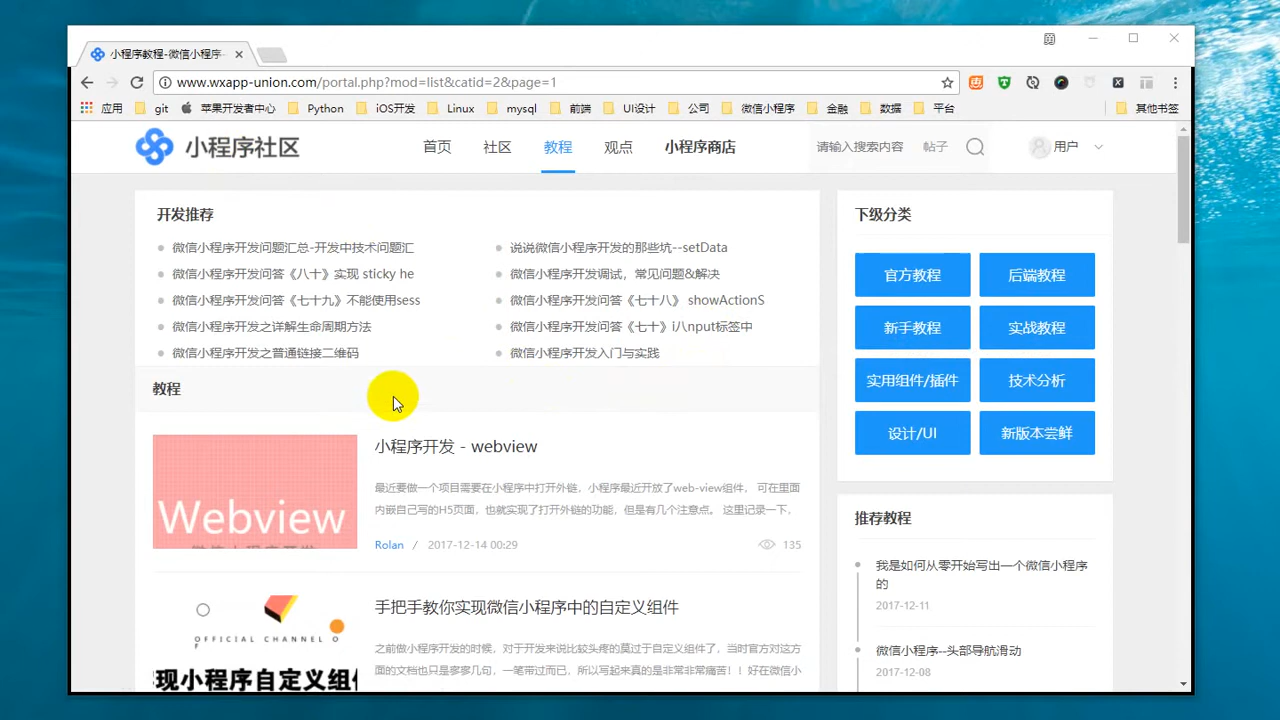 小程序教程-微信小程序-
www.wxapp-union.com/portal.php?mod=list&catid=2&page=1
应用 git 苹果开发者中心 Python iOS开发 Linux mysql 前端 UI设计 公司 微信小程序 金融 数据 平台 其他书签
小程序社区 首页 社区 教程 观点 小程序商店 请输入搜索内容 帖子 用户
开发推荐
微信小程序开发问题汇总-开发中技术问题汇
说说微信小程序开发的那些坑--setData
微信小程序开发问答《八十》实现 sticky he
微信小程序开发调试，常见问题&解决
微信小程序开发问答《七十九》不能使用sess
微信小程序开发问答《七十八》 showActionS
微信小程序开发之详解生命周期方法
微信小程序开发问答《七十》i八nput标签中
微信小程序开发之普通链接二维码
微信小程序开发入门与实践
教程
Webview
小程序开发 - webview
最近要做一个项目需要在小程序中打开外链，小程序最近开放了web-view组件， 可在里面
内嵌自己写的H5页面，也就实现了打开外链的功能，但是有几个注意点。 这里记录一下，
Rolan / 2017-12-14 00:29 135
OFFICIAL CHANNEL O
F
现小程序自定义组件
手把手教你实现微信小程序中的自定义组件
之前做小程序开发的时候，对于开发来说比较头疼的莫过于自定义组件了，当时官方对这方
面的文档也只是寥寥几句，一笔带过而已，所以写起来真的是非常非常痛苦！！好在微信小
下级分类
官方教程 后端教程
新手教程 实战教程
实用组件/插件 技术分析
设计/UI 新版本尝鲜
推荐教程
我是如何从零开始写出一个微信小程序
的
2017-12-11
微信小程序--头部导航滑动
2017-12-08